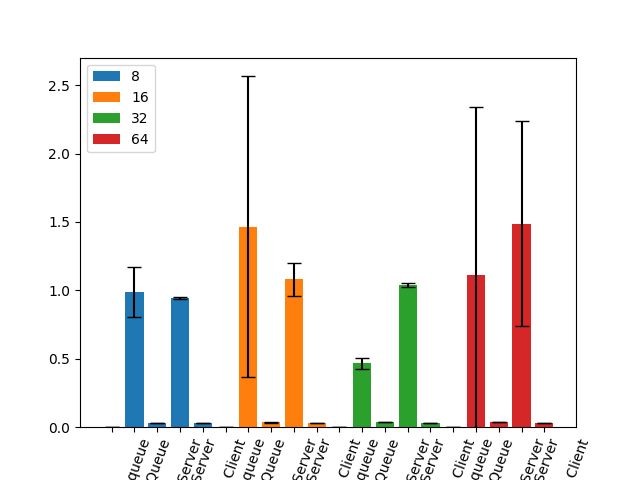 8
16
32
64
2.5
2.0
1.5
1.0
0.5
0.0
queue
Queue
Server
Server
Client
queue
Queue
Server
Server
Client
queue
Queue
Server
Server
Client
queue
Queue
Server
Server
Client